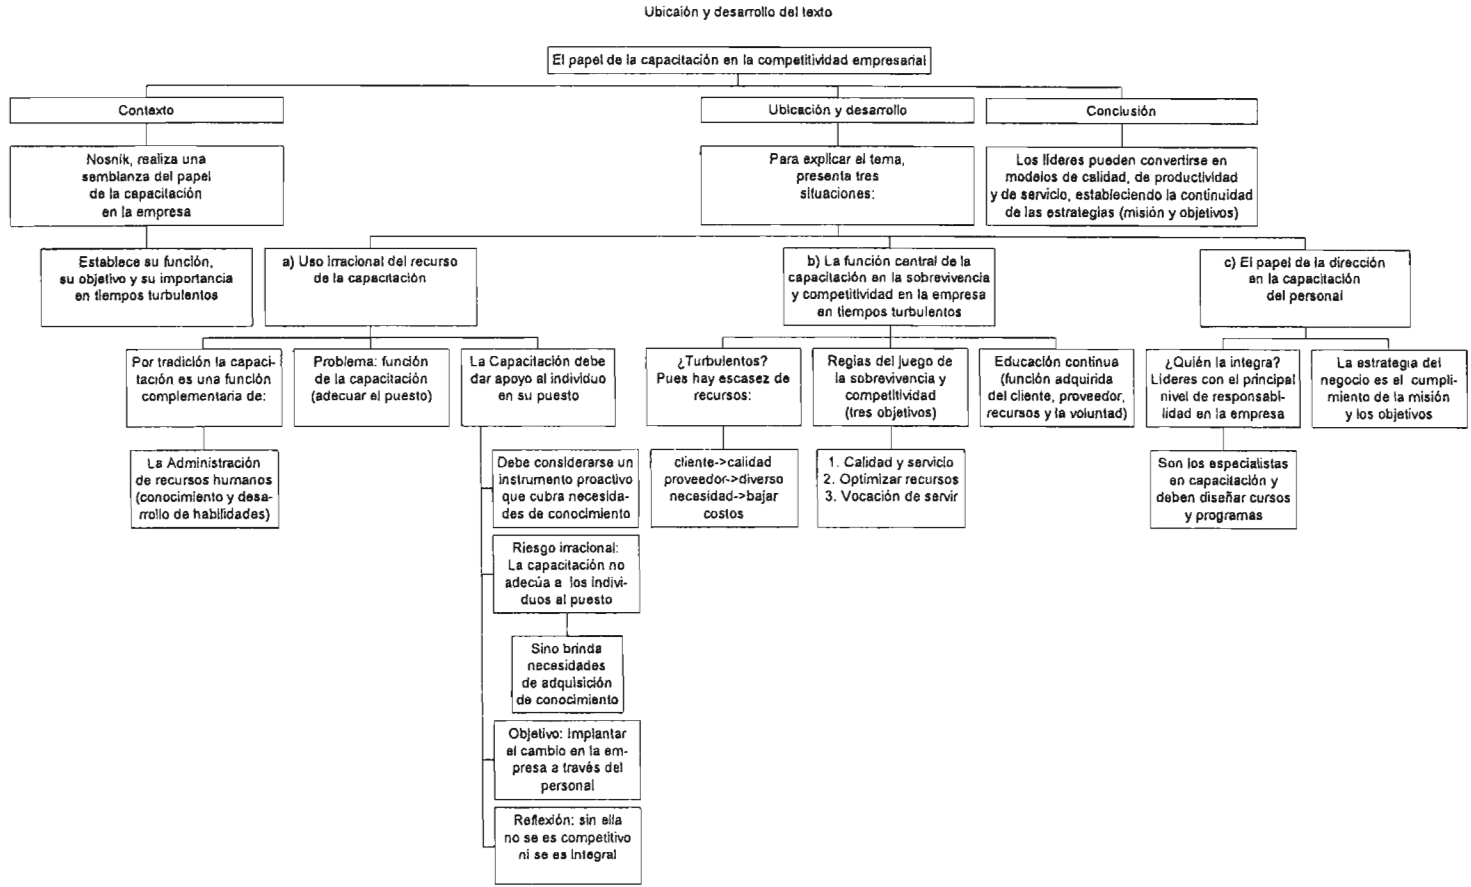 Ubicaión y desarrollo del texto
El papel de la capacitación en la competitividad empresarial
Contexto
Ubicación y desarrollo
Conclusión
Nosnik, realiza una
semblanza del papel
de la capacitación
en la empresa
Para explicar el tema,
presenta tres
situaciones:
Los líderes pueden convertirse en
modelos de calidad, de productividad
y de servicio, estableciendo la continuidad
de las estrategias (misión y objetivos)
Establece su función,
su objetivo y su importancia
en tiempos turbulentos
a) Uso irracional del recurso
de la capacitación
b) La función central de la
capacitación en la sobrevivencia
y competitividad en la empresa
en tiempos turbulentos
c) El papel de la dirección
en la capacitación
del personal
Por tradición la capaci-
tación es una función
complementaria de:
Problema: función
de la capacitación
(adecuar el puesto)
La Capacitación debe
dar apoyo al individuo
en su puesto
¿Turbulentos?
Pues hay escasez de
recursos:
Reglas del juego de
la sobrevivencia y
competitividad
(tres objetivos)
Educación continua
(función adquirida
del cliente, proveedor,
recursos y la voluntad)
¿Quién la integra?
Líderes con el principal
nivel de responsabi-
lidad en la empresa
La estrategia del
negocio es el cumpli-
miento de la misión
y los objetivos
La Administración
de recursos humanos
(conocimiento y desa-
rrollo de habilidades)
Debe considerarse un
instrumento proactivo
que cubra necesida-
des de conocimiento
cliente->calidad
proveedor->diverso
necesidad->bajar
costos
1. Calidad y servicio
2. Optimizar recursos
3. Vocación de servir
Son los especialistas
en capacitación y
deben diseñar cursos
y programas
Riesgo irracional:
La capacitación no
adecúa a los indivi-
duos al puesto
Sino brinda
necesidades
de adquisición
de conocimiento
Objetivo: Implantar
el cambio en la em-
presa a través del
personal
Reflexión: sin ella
no se es competitivo
ni se es integral